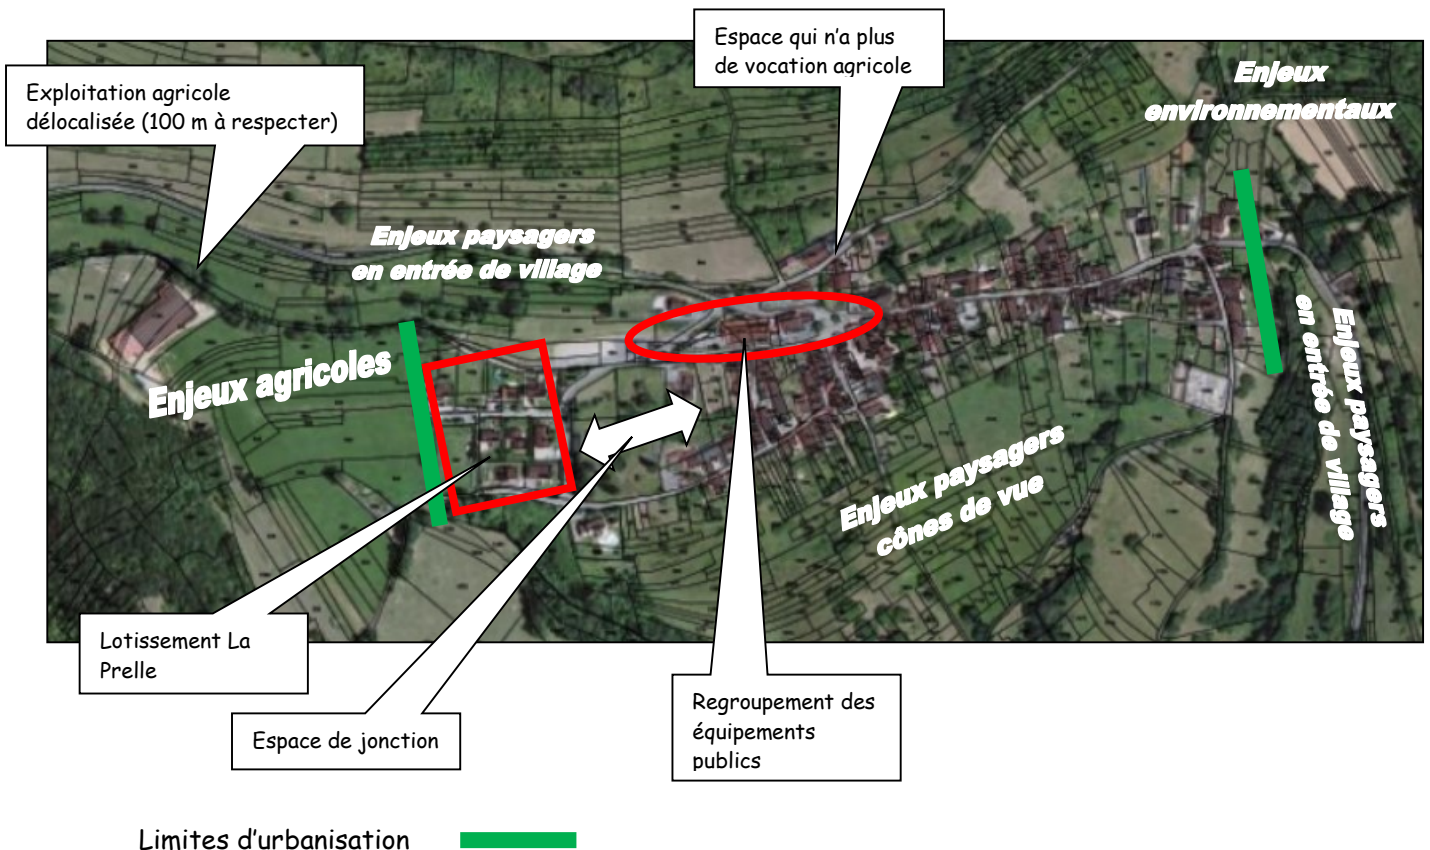 Espace qui n'a plus
de vocation agricole
Exploitation agricole
délocalisée (100 m à respecter)
Enjeux
environnementaux
Enjeux paysagers
en entrée de village
Enjeux agricoles
Enjeux paysagers
en entrée de village
Enjeux paysagers
cônes de vue
Lotissement La
Prelle
Espace de jonction
Regroupement des
équipements
publics
Limites d'urbanisation